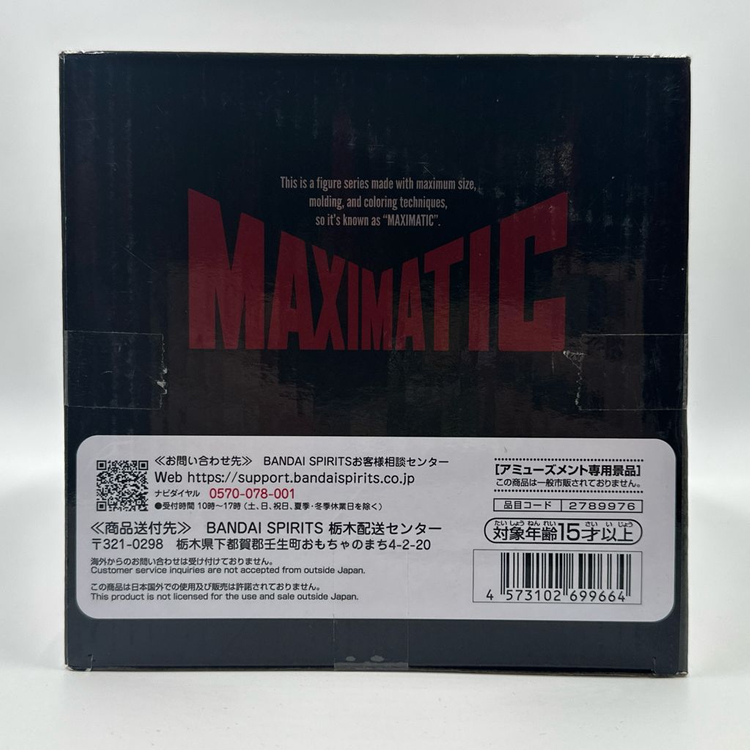 This is a figure series made with maximum size,
molding, and coloring techniques,
so it's known as "MAXIMATIC".
MAXIMATIC
≪お問い合わせ先≫ BANDAI SPIRITSお客様相談センター
Web https://support.bandaispirits.co.jp
ナビダイヤル 0570-078-001
●受付時間 10時～17時(土、日、祝日、夏季・冬季休業日を除く)
≪商品送付先≫ BANDAI SPIRITS 栃木配送センター
〒321-0298 栃木県下都賀郡壬生町おもちゃのまち4-2-20
海外からのお問い合わせは受け付けておりません。
Customer service inquiries are not accepted from outside Japan.
この商品は日本国外での使用及び販売は許諾されておりません。
This product is not licensed for the use and sale outside Japan.
[アミューズメント専用景品]
この商品は一般市販されておりません。
品目コード 2789976
たいしょうねんれい さいいじょう
対象年齢15才以上
4 573102 699664